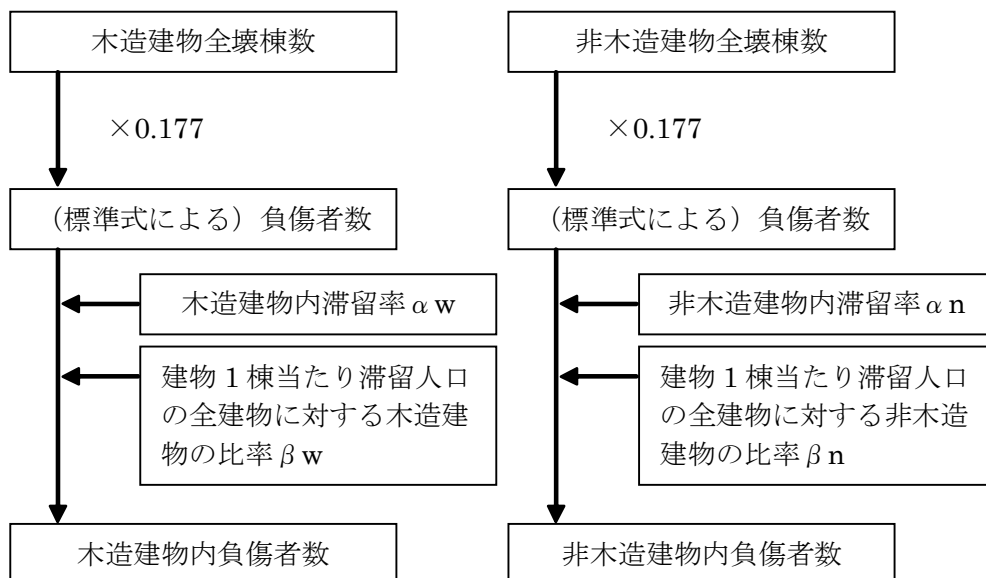 木造建物全壊棟数
×0.177
(標準式による)負傷者数
木造建物内滞留率αw
建物1棟当たり滞留人口
の全建物に対する木造建
物の比率βw
木造建物内負傷者数
非木造建物全壊棟数
×0.177
(標準式による)負傷者数
非木造建物内滞留率αn
建物1棟当たり滞留人口
の全建物に対する非木造
建物の比率βn
非木造建物内負傷者数